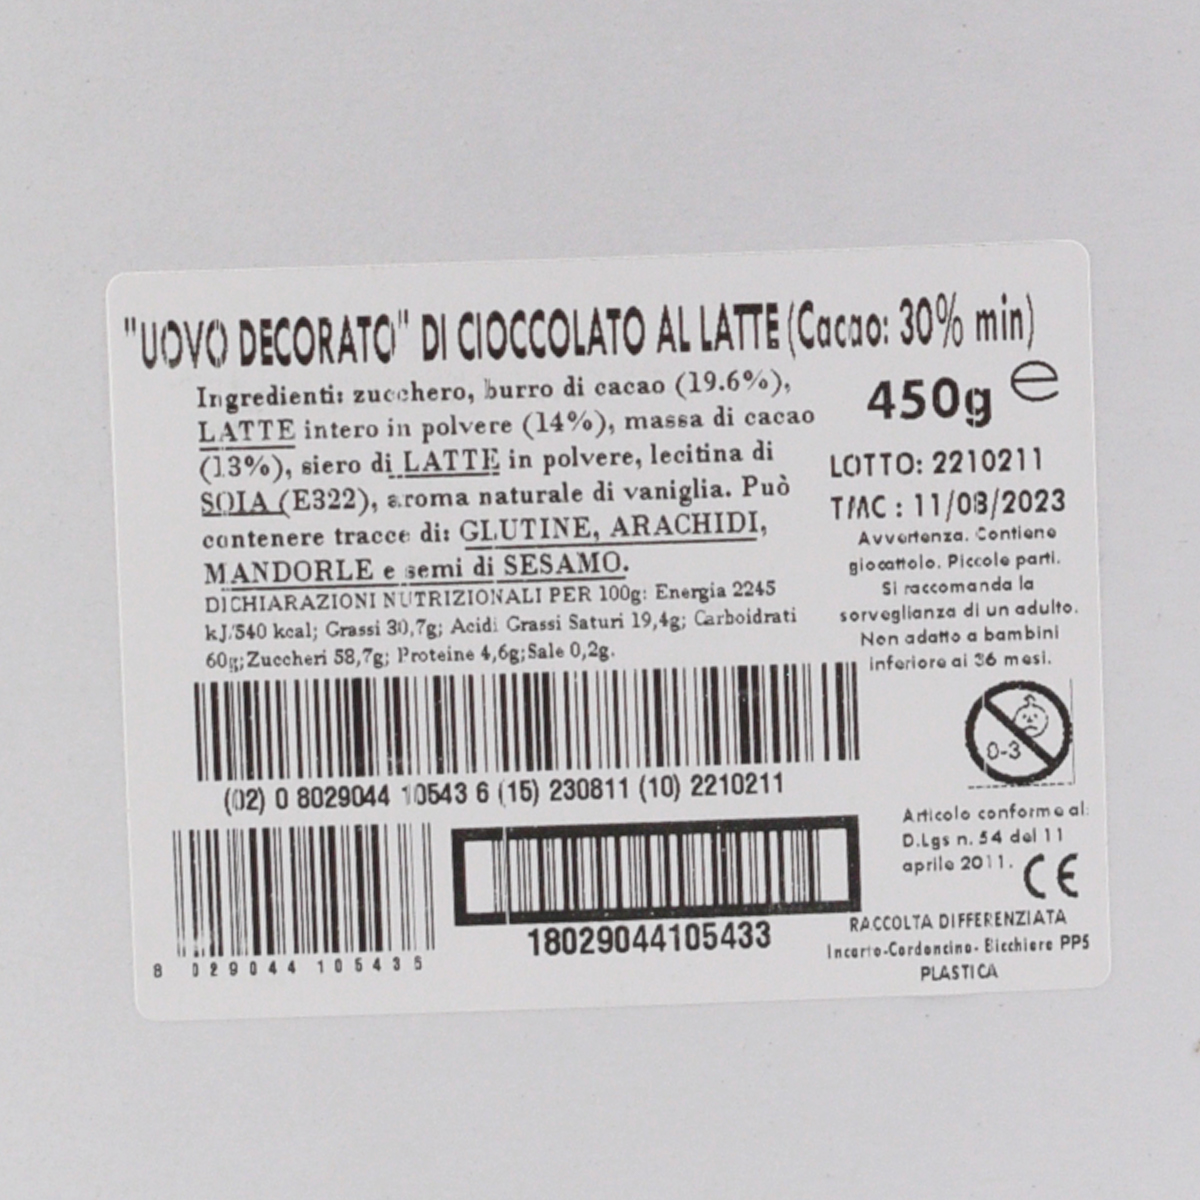 "UOVO DECORATO" DI CIOCCOLATO AL LATTE (Cacao: 30% min)
Ingredienti: zucchero, burro di cacao (19.6%),
LATTE intero in polvere (14%), massa di cacao
(13%), siero di LATTE in polvere, lecitina di
SOIA (E322), aroma naturale di vaniglia. Può
contenere tracce di: GLUTINE, ARACHIDI,
MANDORLE e semi di SESAMO.
DICHIARAZIONI NUTRIZIONALI PER 100g: Energia 2245
kJ/540 kcal; Grassi 30,7g; Acidi Grassi Saturi 19,4g; Carboidrati
60g; Zuccheri 58,7g; Proteine 4,6g; Sale 0,2g.
450g e
LOTTO: 2210211
TMC : 11/08/2023
Avvertenza. Contiene
giocattolo. Piccole parti.
Si raccomanda la
sorveglianza di un adulto.
Non adatto a bambini
inferiore ai 36 mesi.
0-3
(02) 0 8029044 10543 6 (15) 230811 (10) 2210211
8 029044 105436
18029044105433
Articolo conforme al:
D.Lgs n. 54 del 11
aprile 2011. CE
RACCOLTA DIFFERENZIATA
Incarto-Cordoncino- Bicchiere PP5
PLASTICA